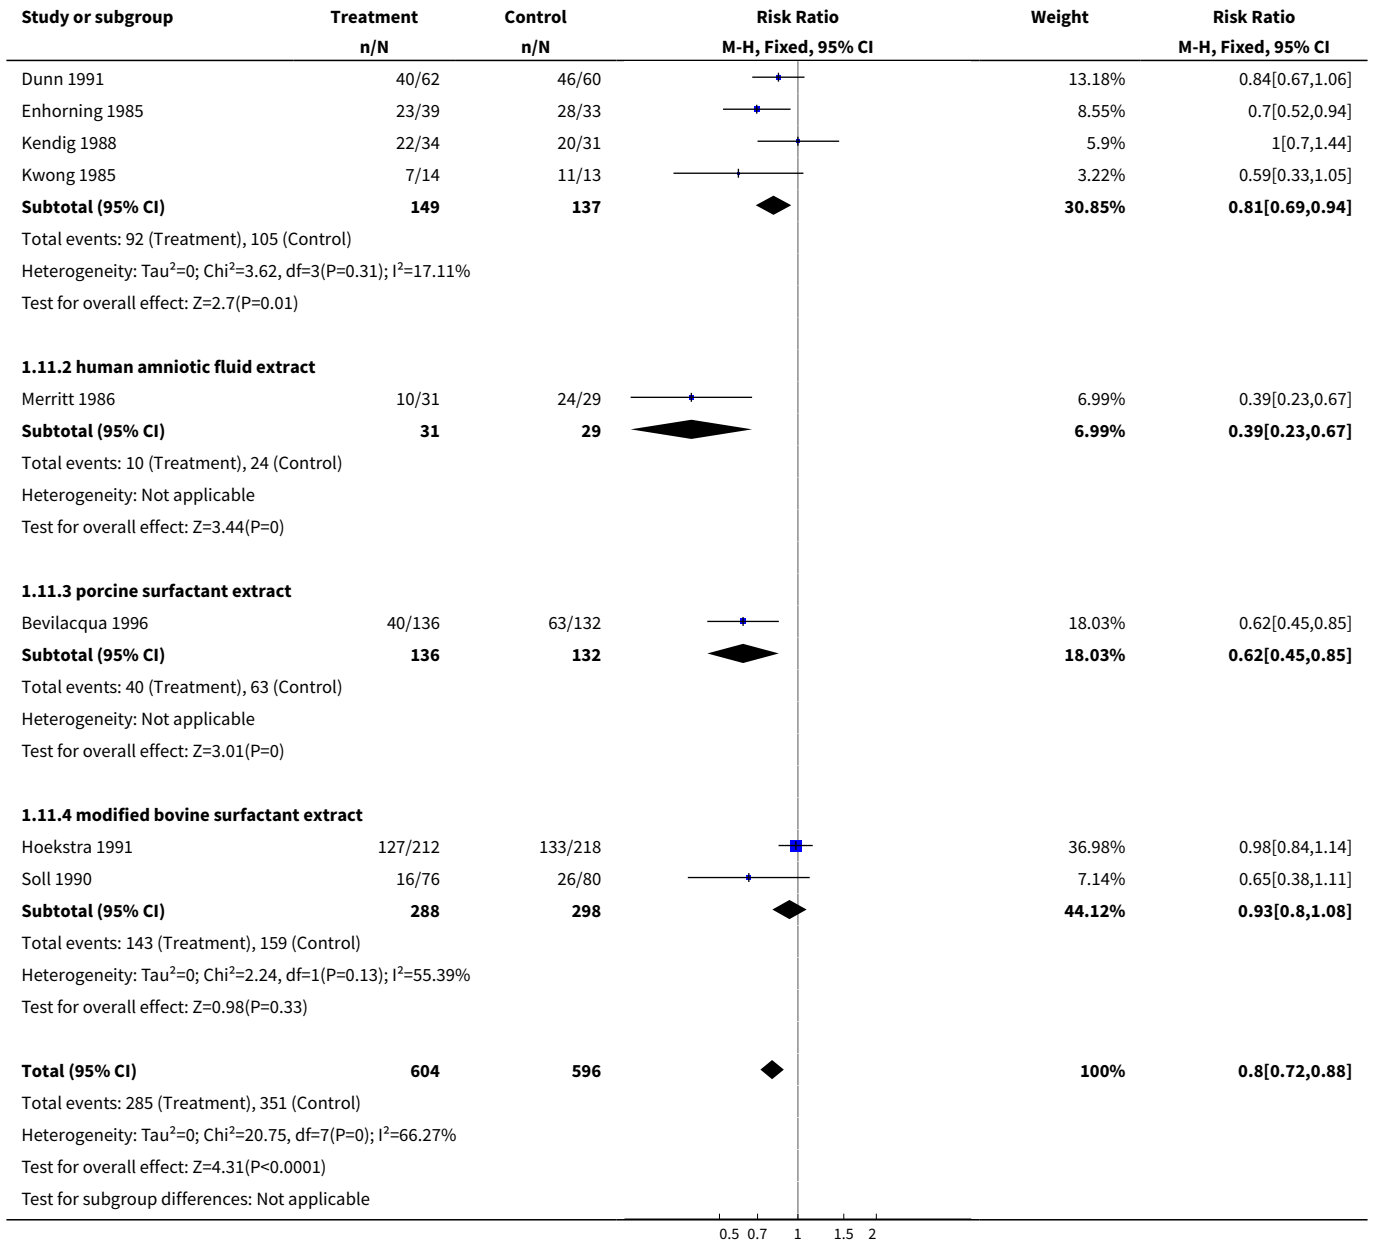 Study or subgroup Treatment Control Risk Ratio Weight Risk Ratio
n/N n/N M-H, Fixed, 95% CI M-H, Fixed, 95% CI
Dunn 1991 40/62 46/60 13.18% 0.84[0.67,1.06]
Enhorning 1985 23/39 28/33 8.55% 0.7[0.52,0.94]
Kendig 1988 22/34 20/31 5.9% 1[0.7,1.44]
Kwong 1985 7/14 11/13 3.22% 0.59[0.33,1.05]
Subtotal (95% CI) 149 137 30.85% 0.81[0.69,0.94]
Total events: 92 (Treatment), 105 (Control)
Heterogeneity: Tau²=0; Chi²=3.62, df=3(P=0.31); I²=17.11%
Test for overall effect: Z=2.7(P=0.01)
1.11.2 human amniotic fluid extract
Merritt 1986 10/31 24/29 6.99% 0.39[0.23,0.67]
Subtotal (95% CI) 31 29 6.99% 0.39[0.23,0.67]
Total events: 10 (Treatment), 24 (Control)
Heterogeneity: Not applicable
Test for overall effect: Z=3.44(P=0)
1.11.3 porcine surfactant extract
Bevilacqua 1996 40/136 63/132 18.03% 0.62[0.45,0.85]
Subtotal (95% CI) 136 132 18.03% 0.62[0.45,0.85]
Total events: 40 (Treatment), 63 (Control)
Heterogeneity: Not applicable
Test for overall effect: Z=3.01(P=0)
1.11.4 modified bovine surfactant extract
Hoekstra 1991 127/212 133/218 36.98% 0.98[0.84,1.14]
Soll 1990 16/76 26/80 7.14% 0.65[0.38,1.11]
Subtotal (95% CI) 288 298 44.12% 0.93[0.8,1.08]
Total events: 143 (Treatment), 159 (Control)
Heterogeneity: Tau²=0; Chi²=2.24, df=1(P=0.13); I²=55.39%
Test for overall effect: Z=0.98(P=0.33)
Total (95% CI) 604 596 100% 0.8[0.72,0.88]
Total events: 285 (Treatment), 351 (Control)
Heterogeneity: Tau²=0; Chi²=20.75, df=7(P=0); I²=66.27%
Test for overall effect: Z=4.31(P<0.0001)
Test for subgroup differences: Not applicable
0.5 0.7 1 1.5 2